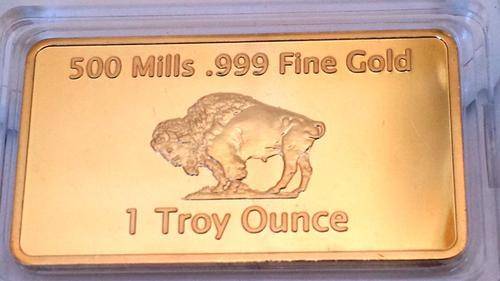 500 Mills .999 Fine Gold
1 Troy Ounce